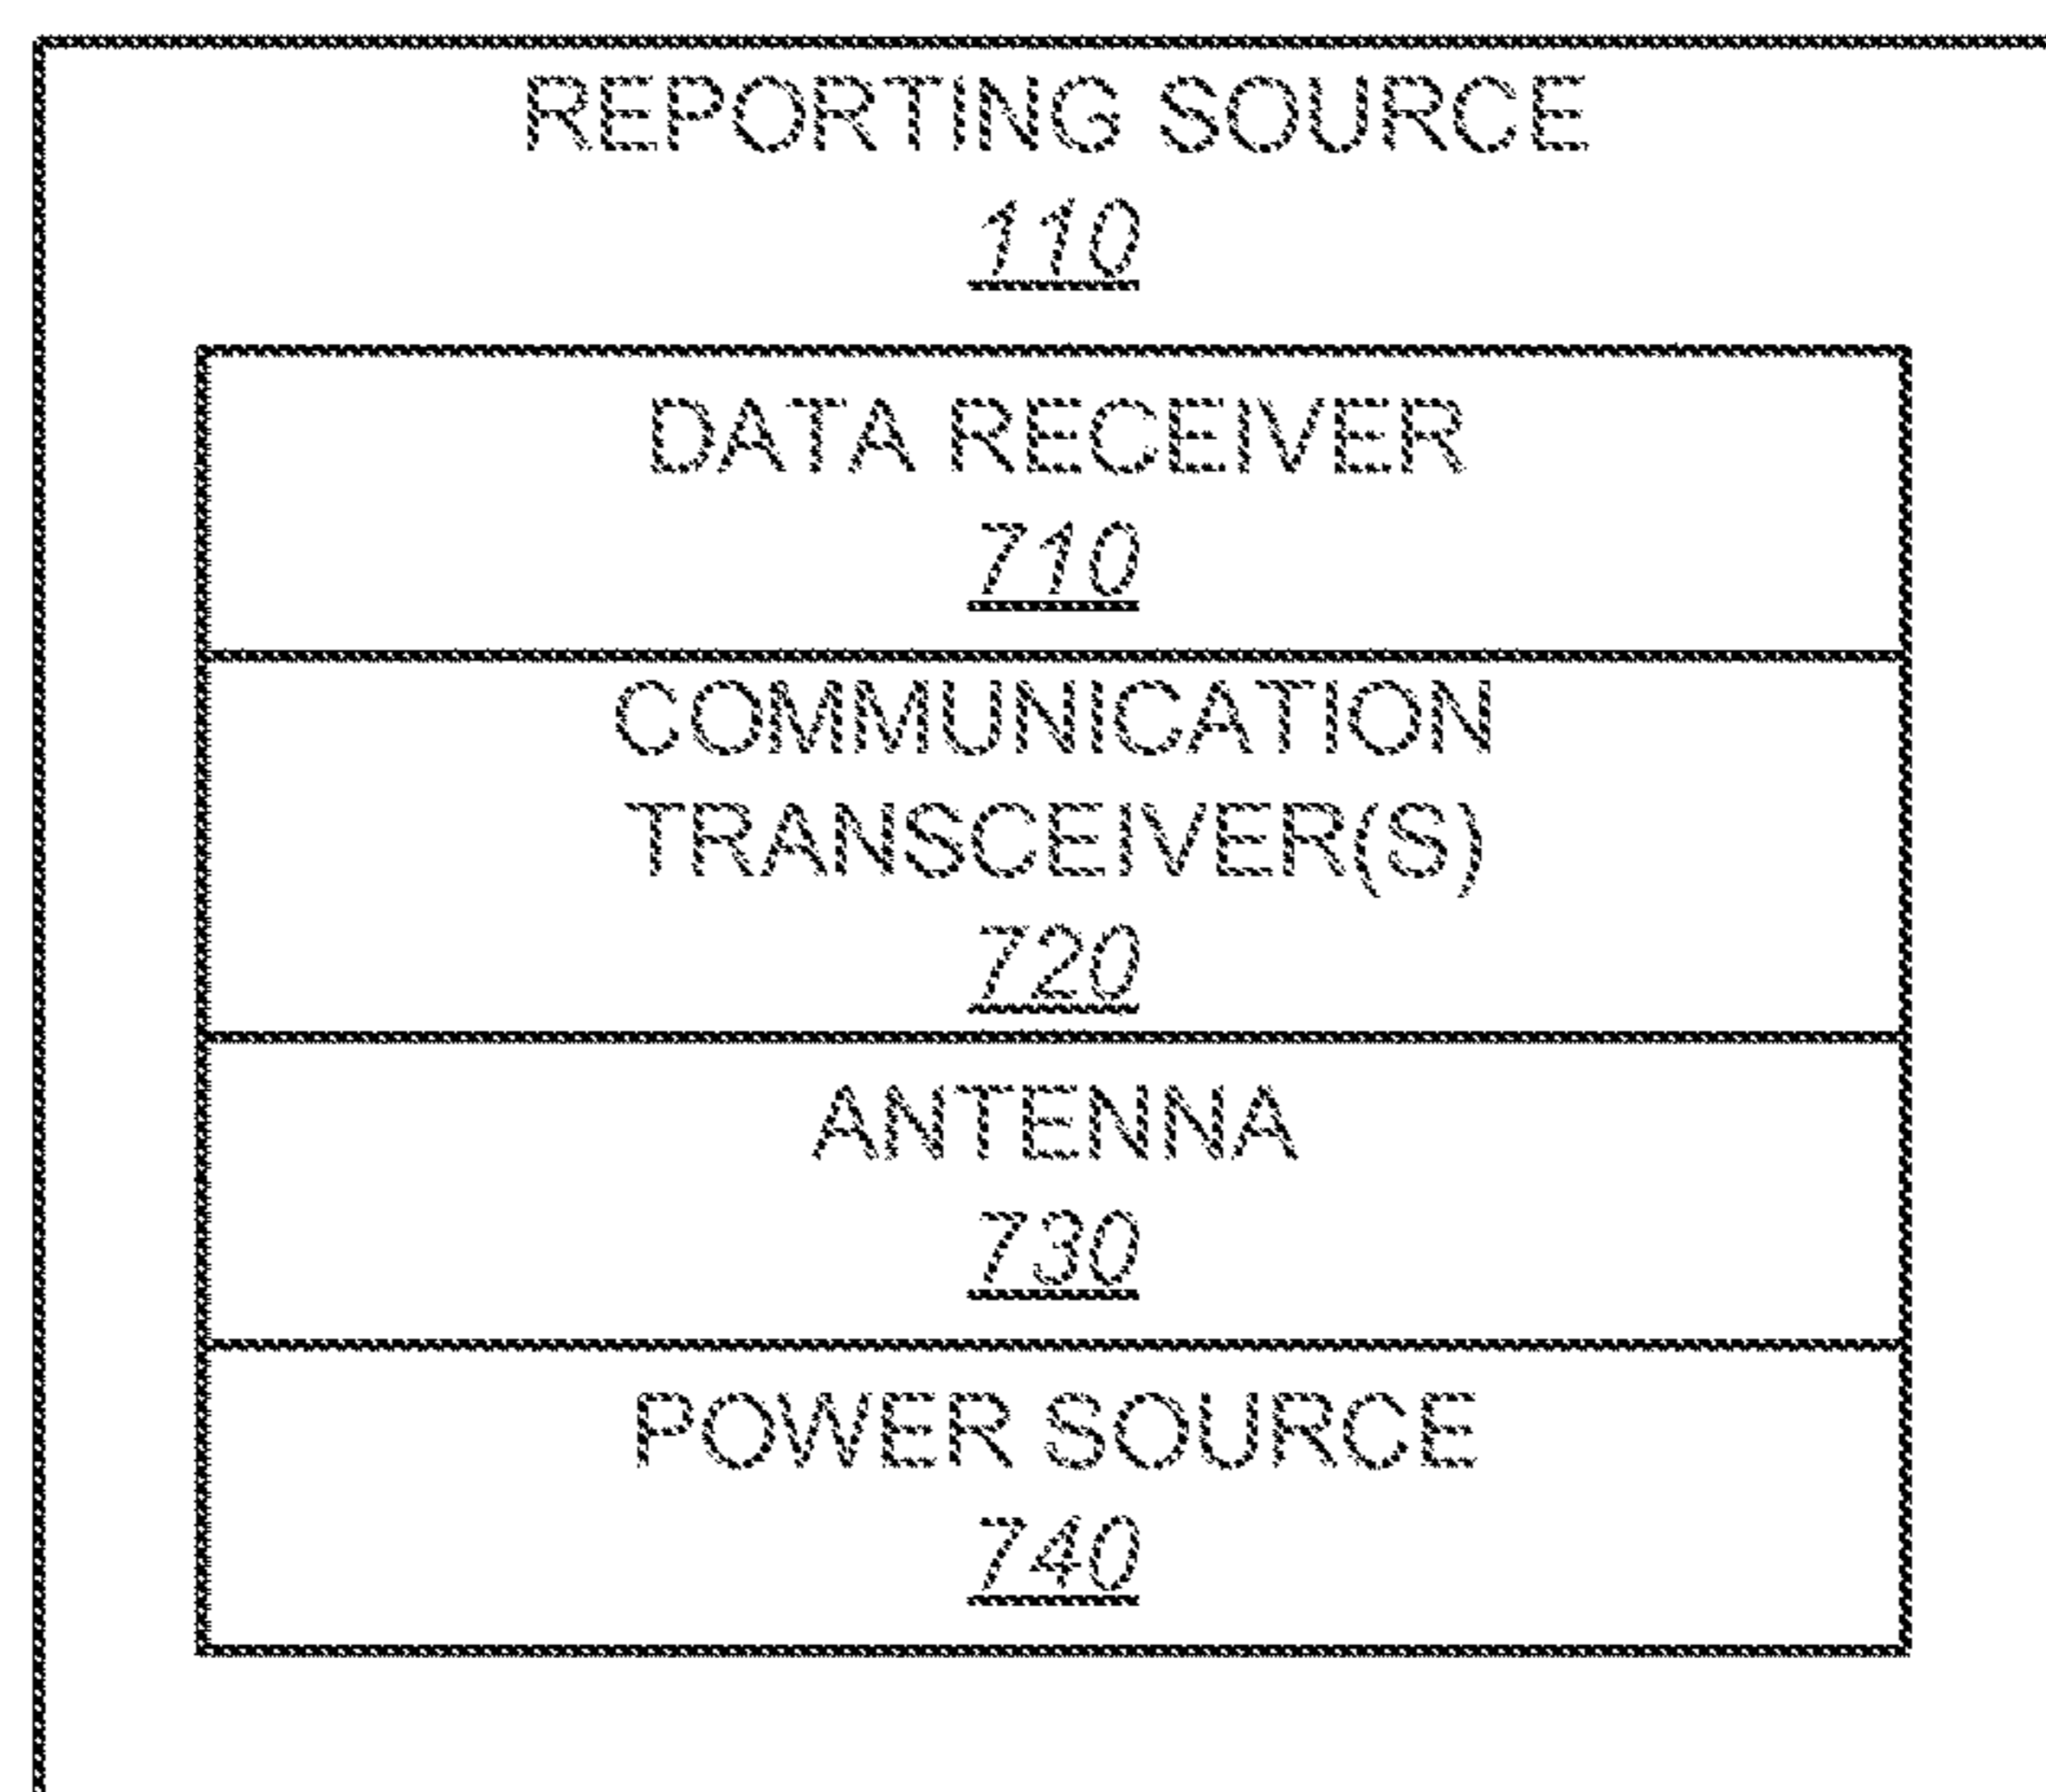 REPORTING SOURCE
110
DATA RECEIVER
710
COMMUNICATION
TRANSCEIVER(S)
720
ANTENNA
730
POWER SOURCE
740